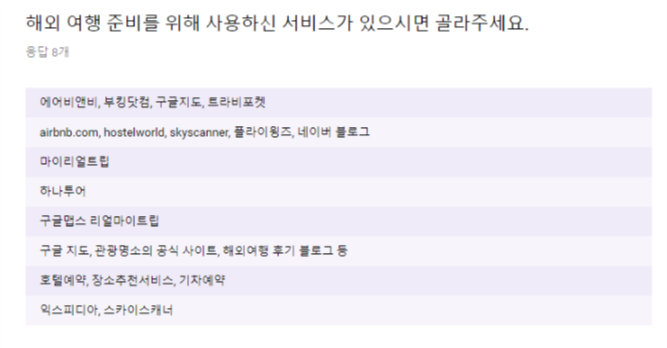 해외 여행 준비를 위해 사용하신 서비스가 있으시면 골라주세요.
응답 8개
에어비앤비, 부킹닷컴, 구글지도, 트라비포켓
airbnb.com, hostelworld, skyscanner, 플라이윙즈, 네이버 블로그
마이리얼트립
하나투어
구글맵스 리얼마이트립
구글 지도, 관광명소의 공식 사이트, 해외여행 후기 블로그 등
호텔예약, 장소추천서비스, 기자예약
익스피디아, 스카이스캐너